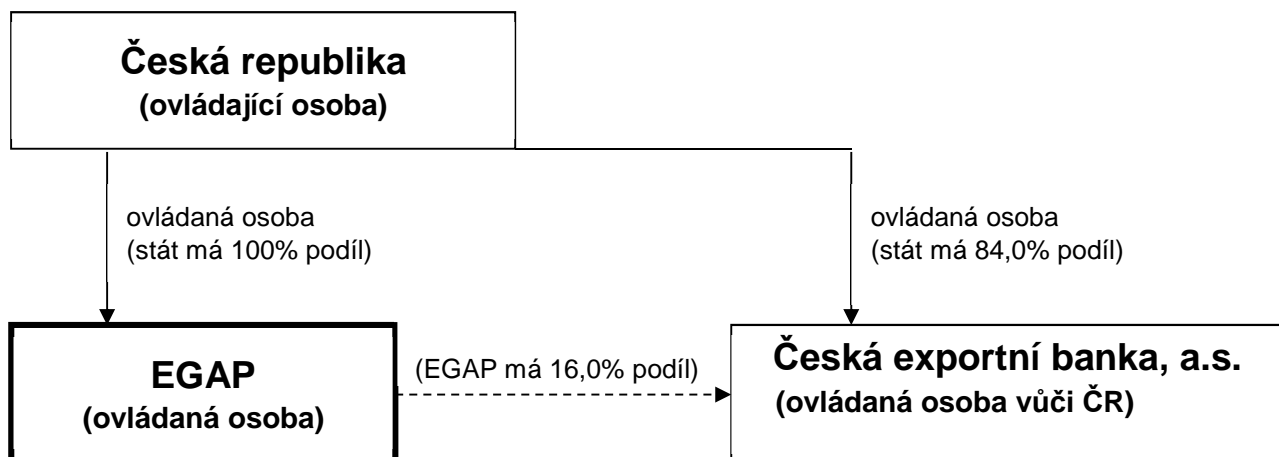 Česká republika
(ovládající osoba)
ovládaná osoba
(stát má 100% podíl)
ovládaná osoba
(stát má 84,0% podíl)
EGAP
(ovládaná osoba)
(EGAP má 16,0% podíl)
Česká exportní banka, a.s.
(ovládaná osoba vůči ČR)